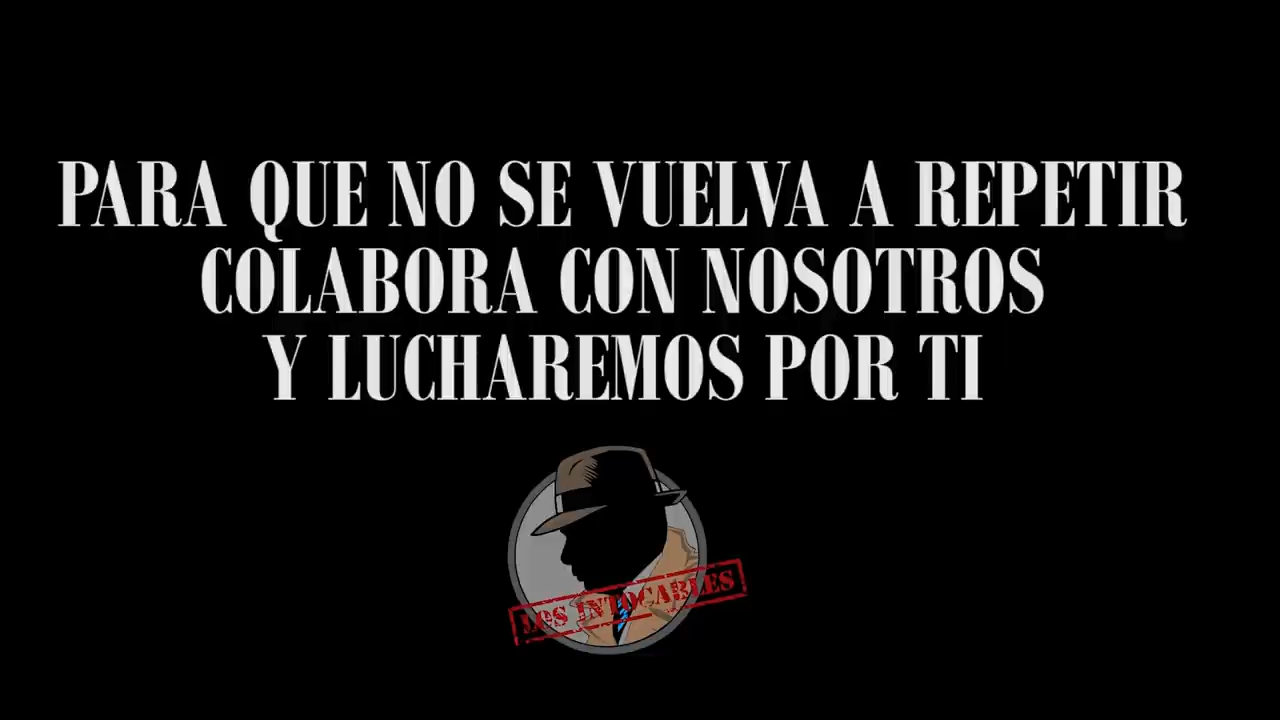 PARA QUE NO SE VUELVA A REPETIR
COLABORA CON NOSOTROS
Y LUCHAREMOS POR TI
LOS INTOCABLES